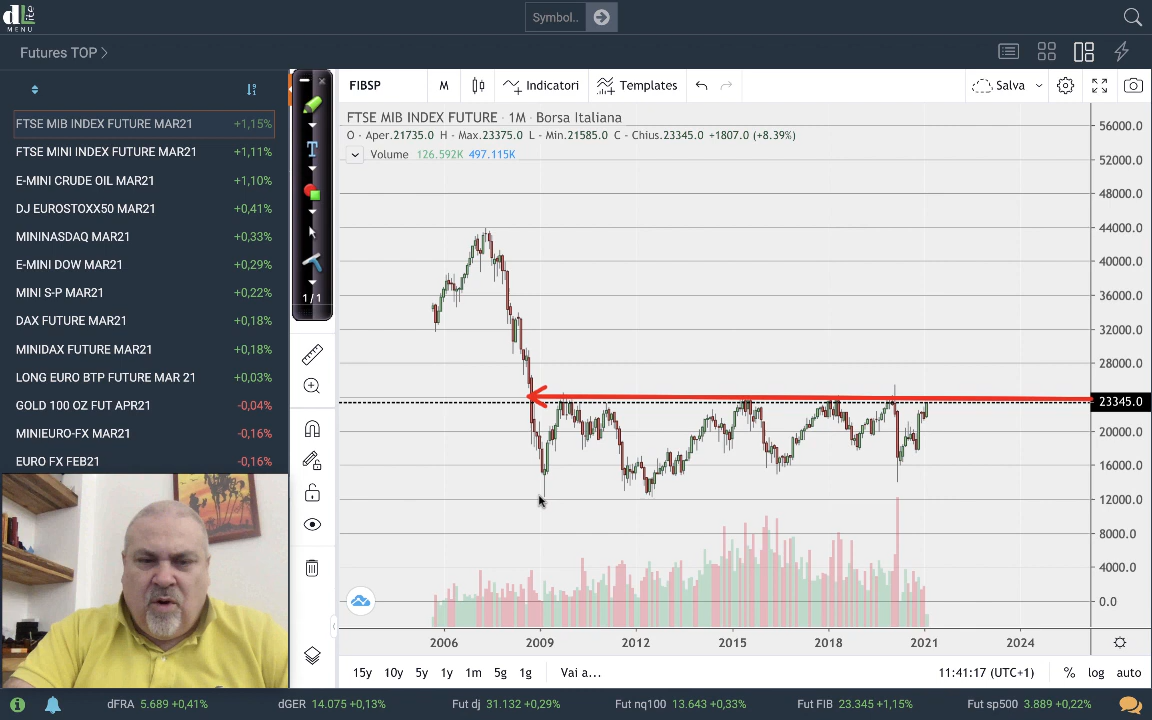 dLite
MENU
Symbol..
Futures TOP
FTSE MIB INDEX FUTURE MAR21 +1,15%
FTSE MINI INDEX FUTURE MAR21 +1,11%
E-MINI CRUDE OIL MAR21 +1,10%
DJ EUROSTOXX50 MAR21 +0,41%
MININASDAQ MAR21 +0,33%
E-MINI DOW MAR21 +0,29%
MINI S-P MAR21 +0,22%
DAX FUTURE MAR21 +0,18%
MINIDAX FUTURE MAR21 +0,18%
LONG EURO BTP FUTURE MAR 21 +0,03%
GOLD 100 OZ FUT APR21 -0,04%
MINIEURO-FX MAR21 -0,16%
EURO FX FEB21 -0,16%
T
1/1
FIBSP M Indicatori Templates Salva
FTSE MIB INDEX FUTURE · 1M · Borsa Italiana
O - Aper.21735.0 H - Max.23375.0 L - Min.21585.0 C - Chius.23345.0 +1807.0 (+8.39%)
Volume 126.592K 497.115K
56000.0
52000.0
48000.0
44000.0
40000.0
36000.0
32000.0
28000.0
23345.0
20000.0
16000.0
12000.0
8000.0
4000.0
0.0
2006 2009 2012 2015 2018 2021 2024
15y 10y 5y 1y 1m 5g 1g Vai a... 11:41:17 (UTC+1) % log auto
dFRA 5.689 +0,41% dGER 14.075 +0,13% Fut dj 31.132 +0,29% Fut nq100 13.643 +0,33% Fut FIB 23.345 +1,15% Fut sp500 3.889 +0,22%